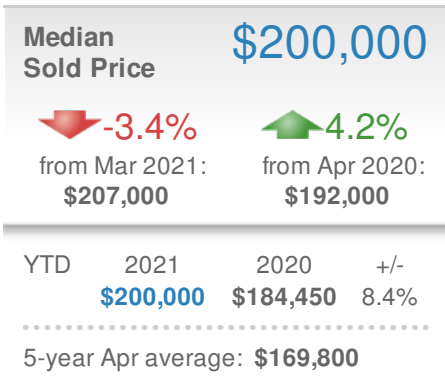 Median $200,000
Sold Price
-3.4% 4.2%
from Mar 2021: from Apr 2020:
$207,000 $192,000
YTD 2021 2020 +/-
$200,000 $184,450 8.4%
5-year Apr average: $169,800